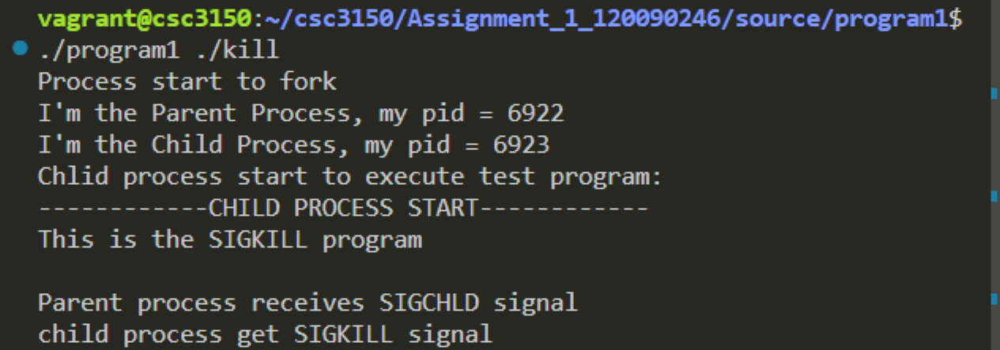 vagrant@csc3150:~/csc3150/Assignment_1_120090246/source/program1$
./program1 ./kill
Process start to fork
I'm the Parent Process, my pid = 6922
I'm the Child Process, my pid = 6923
Chlid process start to execute test program:
------------CHILD PROCESS START------------
This is the SIGKILL program
Parent process receives SIGCHLD signal
child process get SIGKILL signal